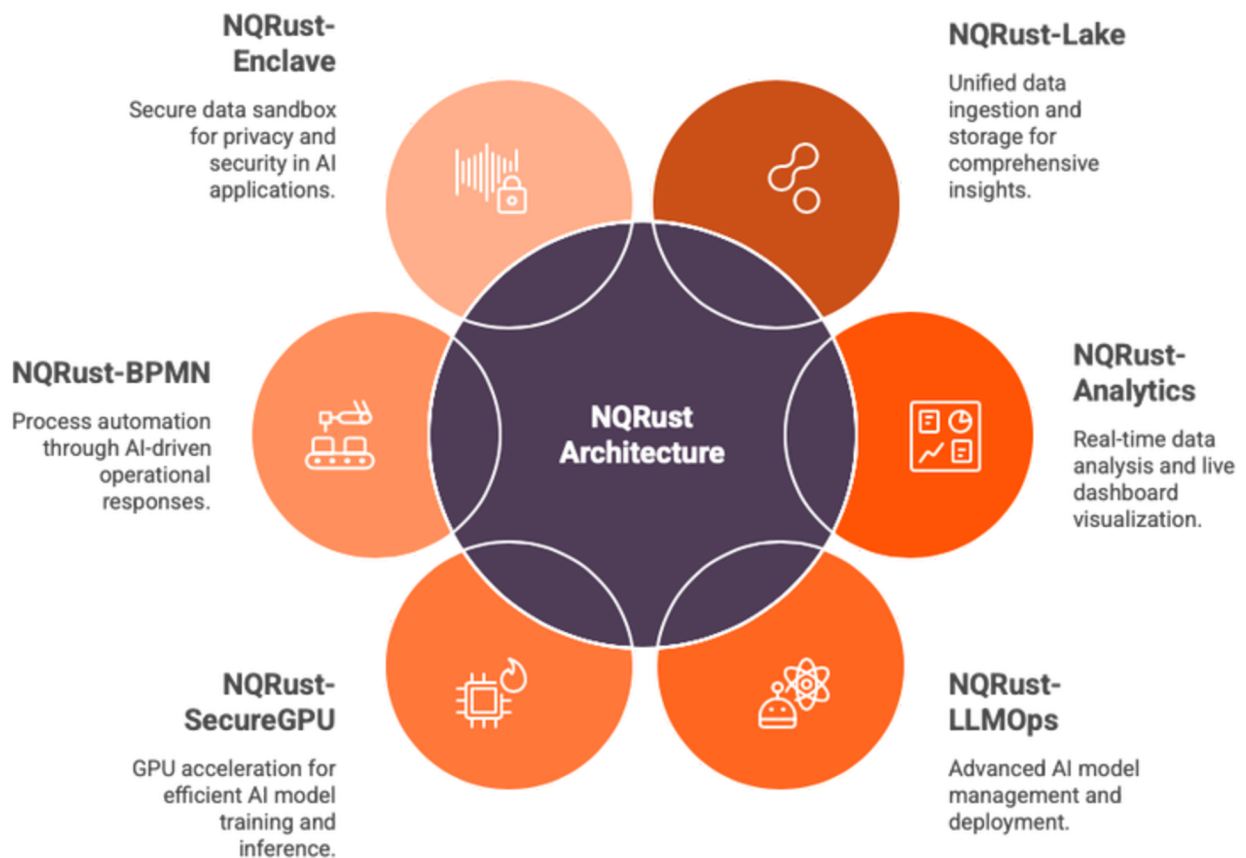 NQRust-
Enclave
Secure data sandbox
for privacy and
security in AI
applications.
NQRust-Lake
Unified data
ingestion and
storage for
comprehensive
insights.
NQRust-BPMN
Process automation
through AI-driven
operational
responses.
NQRust
Architecture
NQRust-
Analytics
Real-time data
analysis and live
dashboard
visualization.
NQRust-
SecureGPU
GPU acceleration for
efficient AI model
training and
inference.
NQRust-
LLMOps
Advanced AI model
management and
deployment.